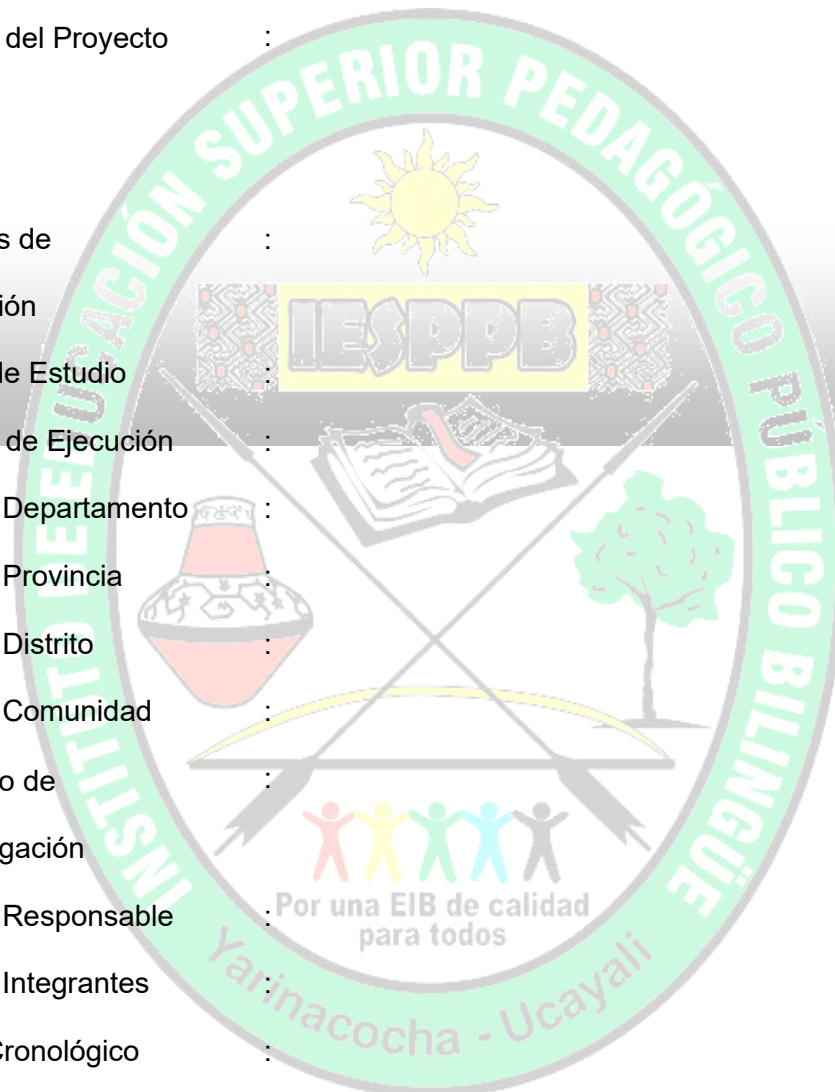 del Proyecto :
s de :
ión
de Estudio :
de Ejecución :
Departamento :
Provincia :
Distrito :
Comunidad :
o de :
gación
Responsable :
Integrantes :
Cronológico :
INSTITUTO DE EDUCACIÓN SUPERIOR PEDAGÓGICO PÚBLICO BILINGÜE
IESPPB
Por una EIB de calidad
para todos
Yarinacocha - Ucayali